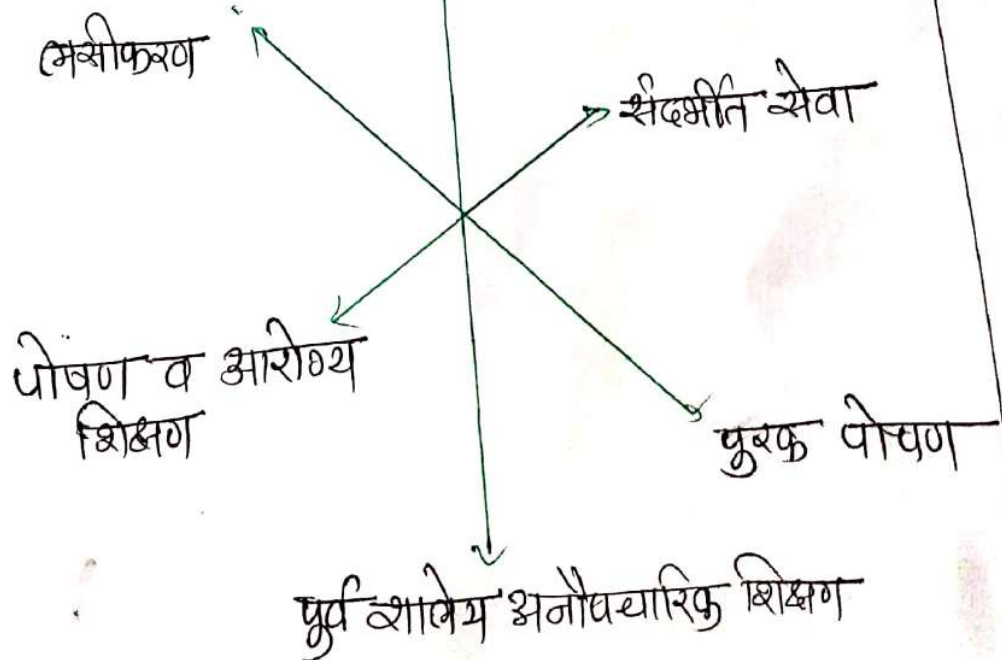 लसीकरण
संदर्भीत सेवा
पोषण व आरोग्य
शिक्षण
पुरक पोषण
पुर्व शालेय अनौपचारिक शिक्षण